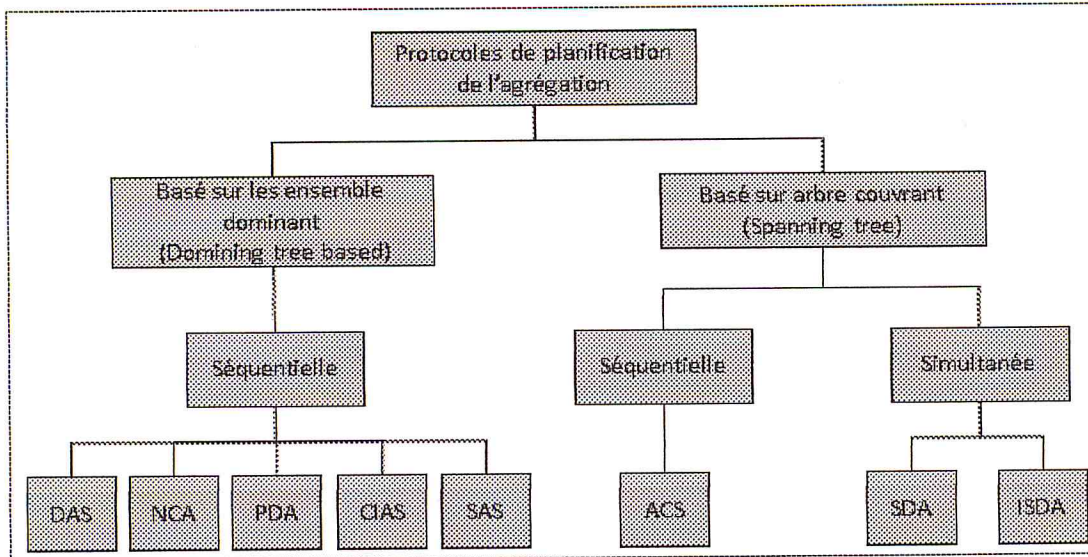 Protocoles de planification
de l'agrégation
Basé sur les ensemble
dominant
(Domining tree based)
Basé sur arbre couvrant
(Spanning tree)
Séquentielle
Séquentielle
Simultanée
DAS
NCA
PDA
CIAS
SAS
ACS
SDA
ISDA